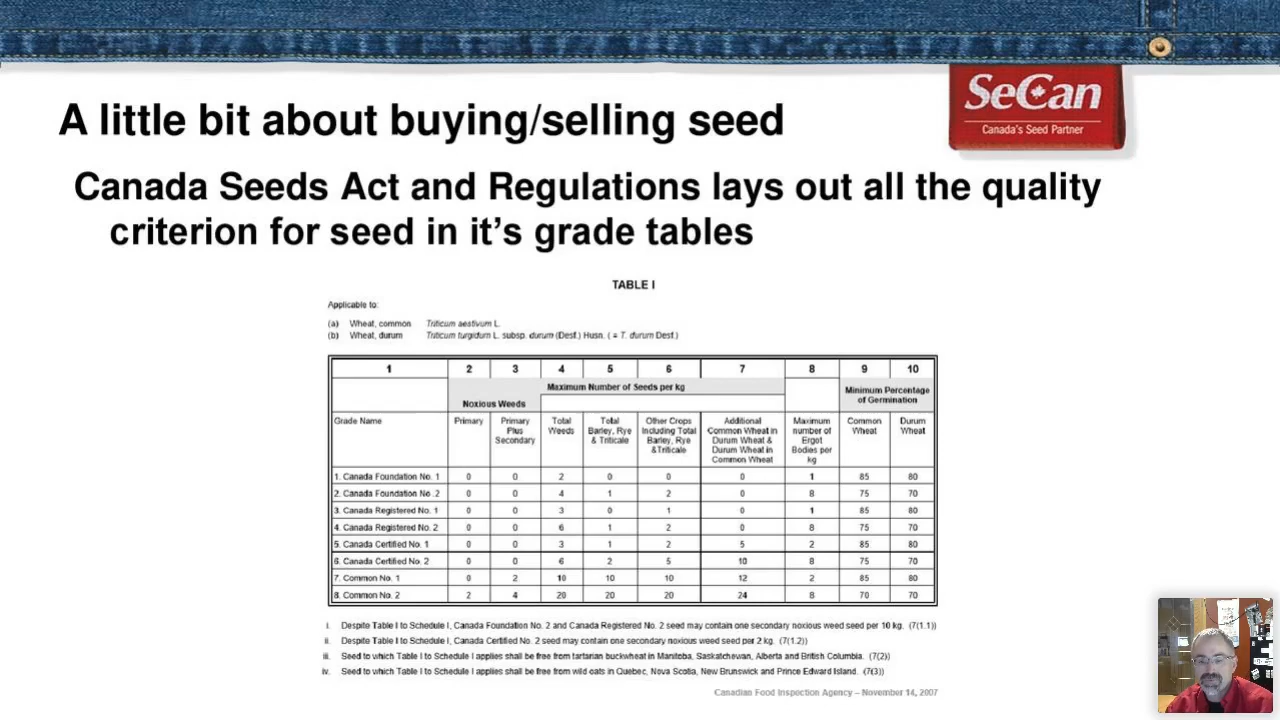 SeCan
Canada's Seed Partner
A little bit about buying/selling seed
Canada Seeds Act and Regulations lays out all the quality
criterion for seed in it's grade tables
TABLE I
Applicable to:
(a) Wheat, common Triticum aestivum L.
(b) Wheat, durum Triticum turgidum L. subsp. durum (Desf.) Husn. ( = T. durum Desf.)
1 2 3 4 5 6 7 8 9 10
Maximum Number of Seeds per kg
Noxious Weeds
Minimum Percentage
of Germination
Grade Name Primary Primary Total Total Other Crops Additional Maximum Common Durum
Plus Weeds Barley, Rye Including Total Common Wheat in number of Wheat Wheat
Secondary & Triticale Barley, Rye Durum Wheat & Ergot
&Triticale Durum Wheat in Bodies per
Common Wheat kg
1. Canada Foundation No. 1 0 0 2 0 0 0 1 85 80
2. Canada Foundation No. 2 0 0 4 1 2 0 8 75 70
3. Canada Registered No. 1 0 0 3 0 1 0 1 85 80
4. Canada Registered No. 2 0 0 6 1 2 0 8 75 70
5. Canada Certified No. 1 0 0 3 1 2 5 2 85 80
6. Canada Certified No. 2 0 0 6 2 5 10 8 75 70
7. Common No. 1 0 2 10 10 10 12 2 85 80
8. Common No. 2 2 4 20 20 20 24 8 70 70
i. Despite Table I to Schedule I, Canada Foundation No. 2 and Canada Registered No. 2 seed may contain one secondary noxious weed seed per 10 kg. (7(1.1))
ii. Despite Table I to Schedule I, Canada Certified No. 2 seed may contain one secondary noxious weed seed per 2 kg. (7(1.2))
iii. Seed to which Table I to Schedule I applies shall be free from tartarian buckwheat in Manitoba, Saskatchewan, Alberta and British Columbia. (7(2))
iv. Seed to which Table I to Schedule I applies shall be free from wild oats in Quebec, Nova Scotia, New Brunswick and Prince Edward Island. (7(3))
Canadian Food Inspection Agency – November 14, 2007